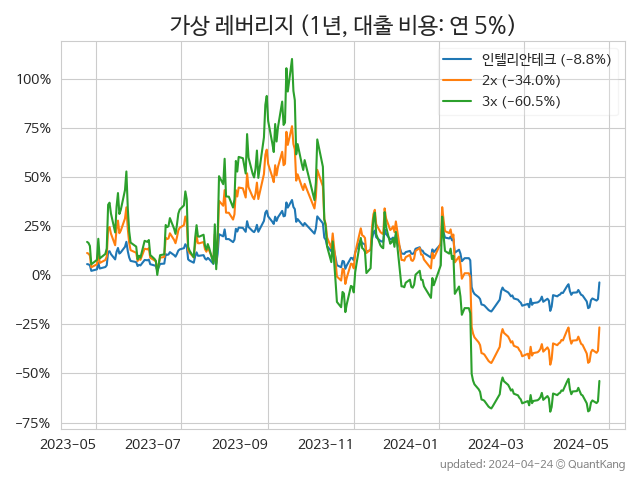 가상 레버리지 (1년, 대출 비용: 연 5%)
인텔리안테크 (−8.8%)
2x (−34.0%)
3x (−60.5%)
100%
75%
50%
25%
0%
−25%
−50%
−75%
2023-05 2023-07 2023-09 2023-11 2024-01 2024-03 2024-05
updated: 2024-04-24 © QuantKang